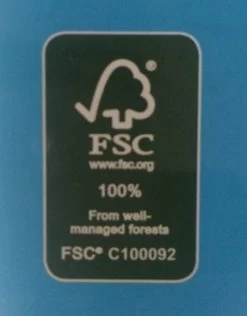 ®
FSC
www.fsc.org
100%
From well-
managed forests
FSC® C100092